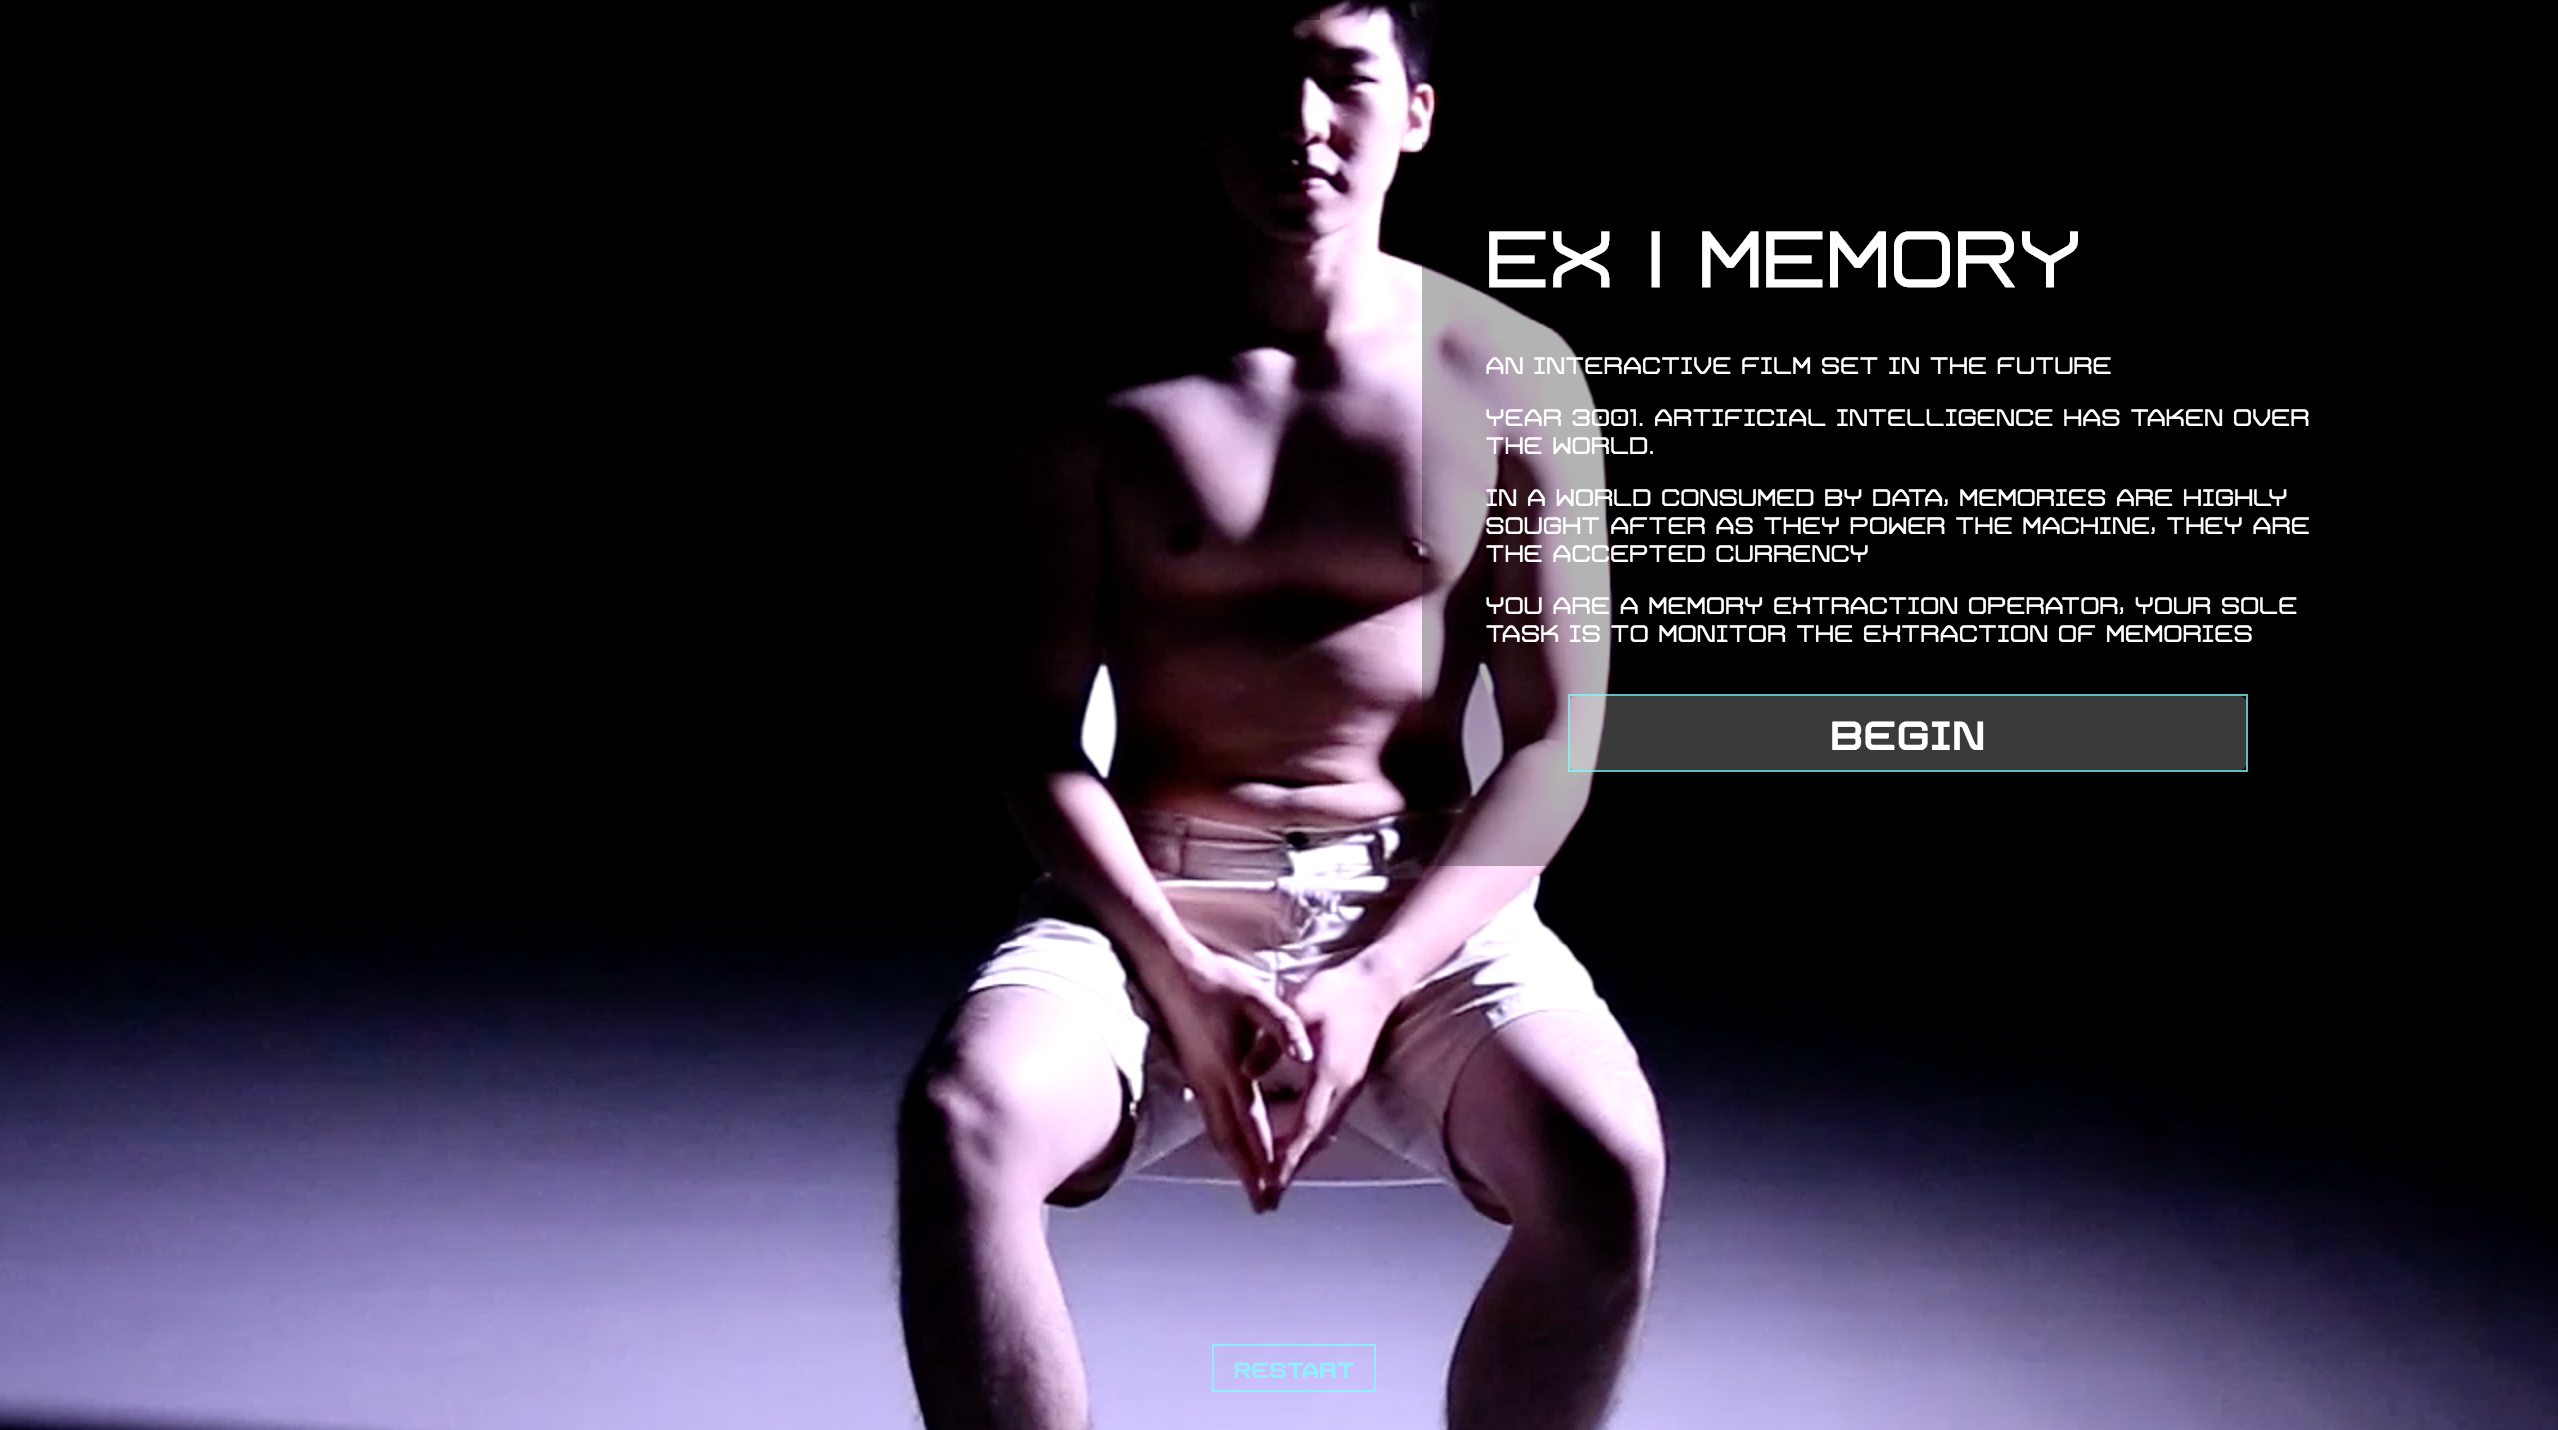 EX | MEMORY
AN INTERACTIVE FILM SET IN THE FUTURE
YEAR 3001. ARTIFICIAL INTELLIGENCE HAS TAKEN OVER
THE WORLD.
IN A WORLD CONSUMED BY DATA, MEMORIES ARE HIGHLY
SOUGHT AFTER AS THEY POWER THE MACHINE, THEY ARE
THE ACCEPTED CURRENCY
YOU ARE A MEMORY EXTRACTION OPERATOR, YOUR SOLE
TASK IS TO MONITOR THE EXTRACTION OF MEMORIES
BEGIN
RESTART